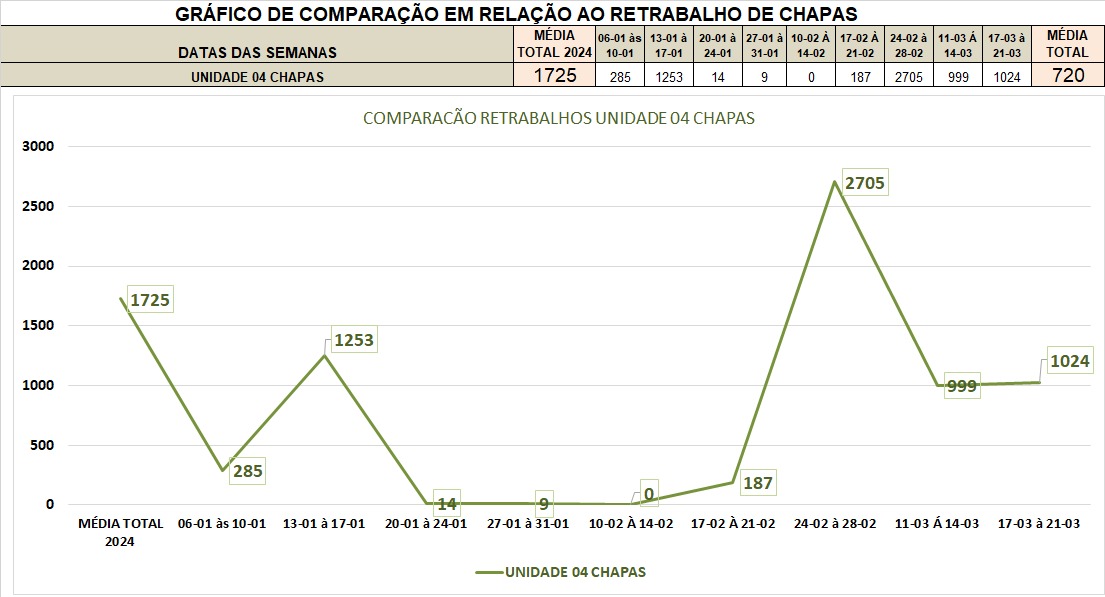 GRÁFICO DE COMPARAÇÃO EM RELAÇÃO AO RETRABALHO DE CHAPAS
DATAS DAS SEMANAS MÉDIA TOTAL 2024 06-01 às 10-01 13-01 à 17-01 20-01 à 24-01 27-01 à 31-01 10-02 À 14-02 17-02 À 21-02 24-02 à 28-02 11-03 Á 14-03 17-03 à 21-03 MÉDIA TOTAL
UNIDADE 04 CHAPAS 1725 285 1253 14 9 0 187 2705 999 1024 720
COMPARACÃO RETRABALHOS UNIDADE 04 CHAPAS
3000
2500
2000
1500
1000
500
0
1725
285
1253
14
9
0
187
2705
999
1024
MÉDIA TOTAL 2024 06-01 às 10-01 13-01 à 17-01 20-01 à 24-01 27-01 à 31-01 10-02 À 14-02 17-02 À 21-02 24-02 à 28-02 11-03 Á 14-03 17-03 à 21-03
UNIDADE 04 CHAPAS